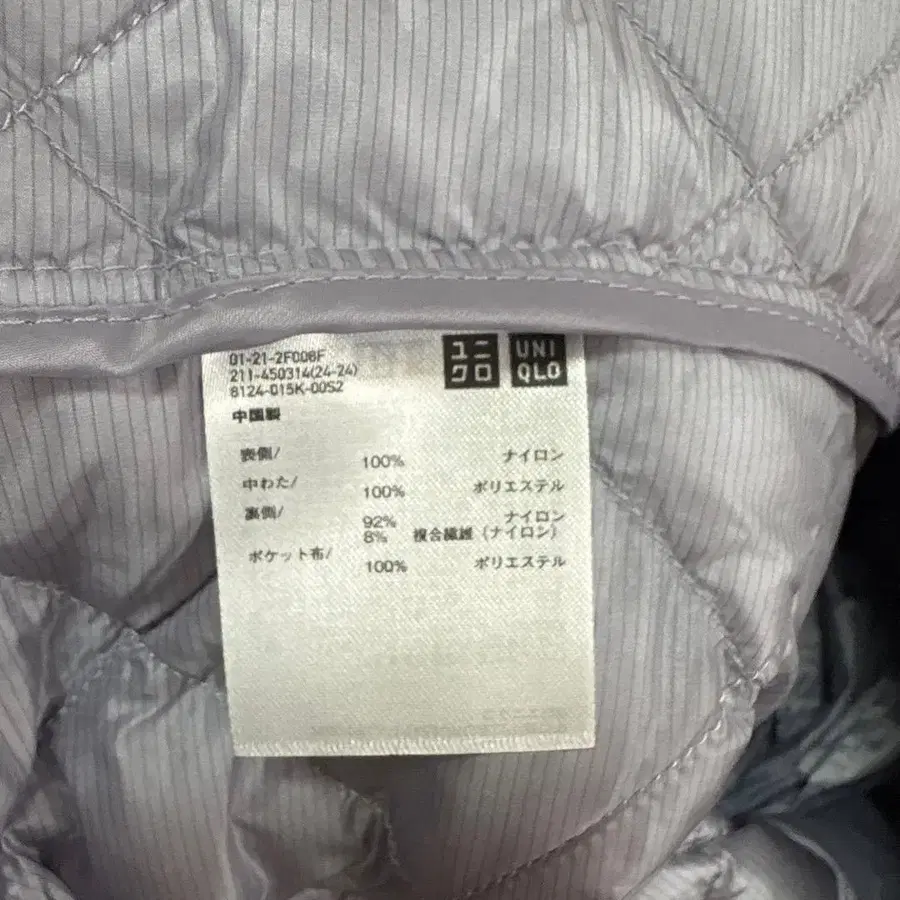 ユニ
クロ
UNI
QLO
01-21-2F008F
211-450314(24-24)
8124-015K-00S2
中国製
表側/ 100% ナイロン
中わた/ 100% ポリエステル
裏側/ 92% ナイロン
8% 複合繊維 (ナイロン)
ポケット布/ 100% ポリエステル